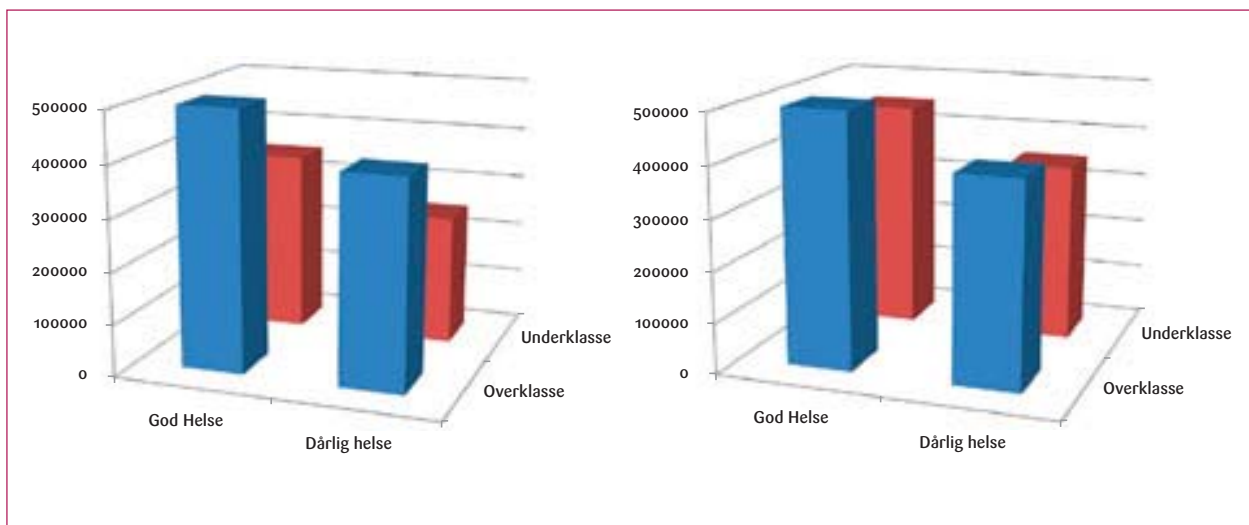 500000
400000
300000
200000
100000
0
God Helse
Dårlig helse
Overklasse
Underklasse
500000
400000
300000
200000
100000
0
God Helse
Dårlig helse
Overklasse
Underklasse